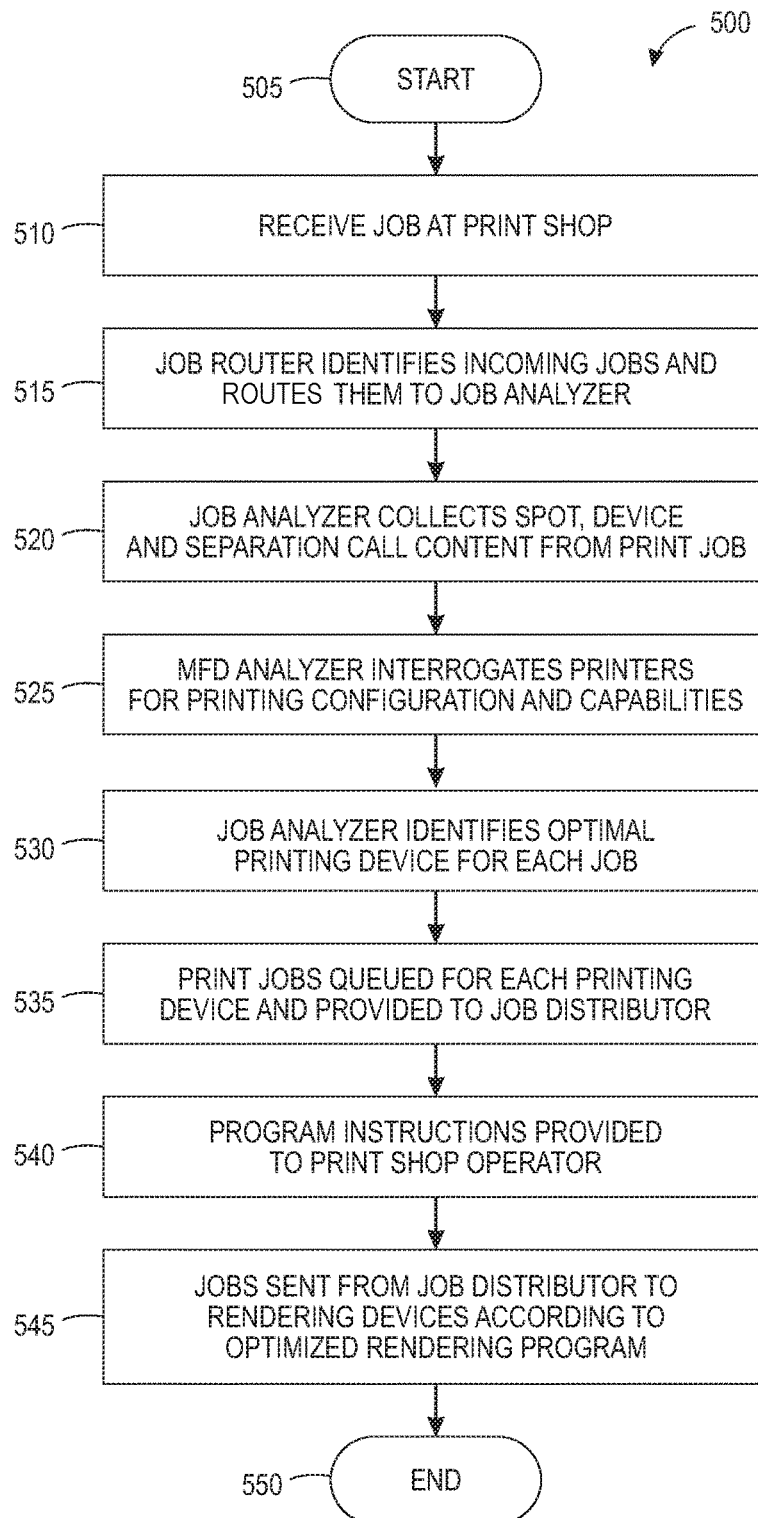 500
505
START
510
RECEIVE JOB AT PRINT SHOP
515
JOB ROUTER IDENTIFIES INCOMING JOBS AND
ROUTES THEM TO JOB ANALYZER
520
JOB ANALYZER COLLECTS SPOT, DEVICE
AND SEPARATION CALL CONTENT FROM PRINT JOB
525
MFD ANALYZER INTERROGATES PRINTERS
FOR PRINTING CONFIGURATION AND CAPABILITIES
530
JOB ANALYZER IDENTIFIES OPTIMAL
PRINTING DEVICE FOR EACH JOB
535
PRINT JOBS QUEUED FOR EACH PRINTING
DEVICE AND PROVIDED TO JOB DISTRIBUTOR
540
PROGRAM INSTRUCTIONS PROVIDED
TO PRINT SHOP OPERATOR
545
JOBS SENT FROM JOB DISTRIBUTOR TO
RENDERING DEVICES ACCORDING TO
OPTIMIZED RENDERING PROGRAM
550
END